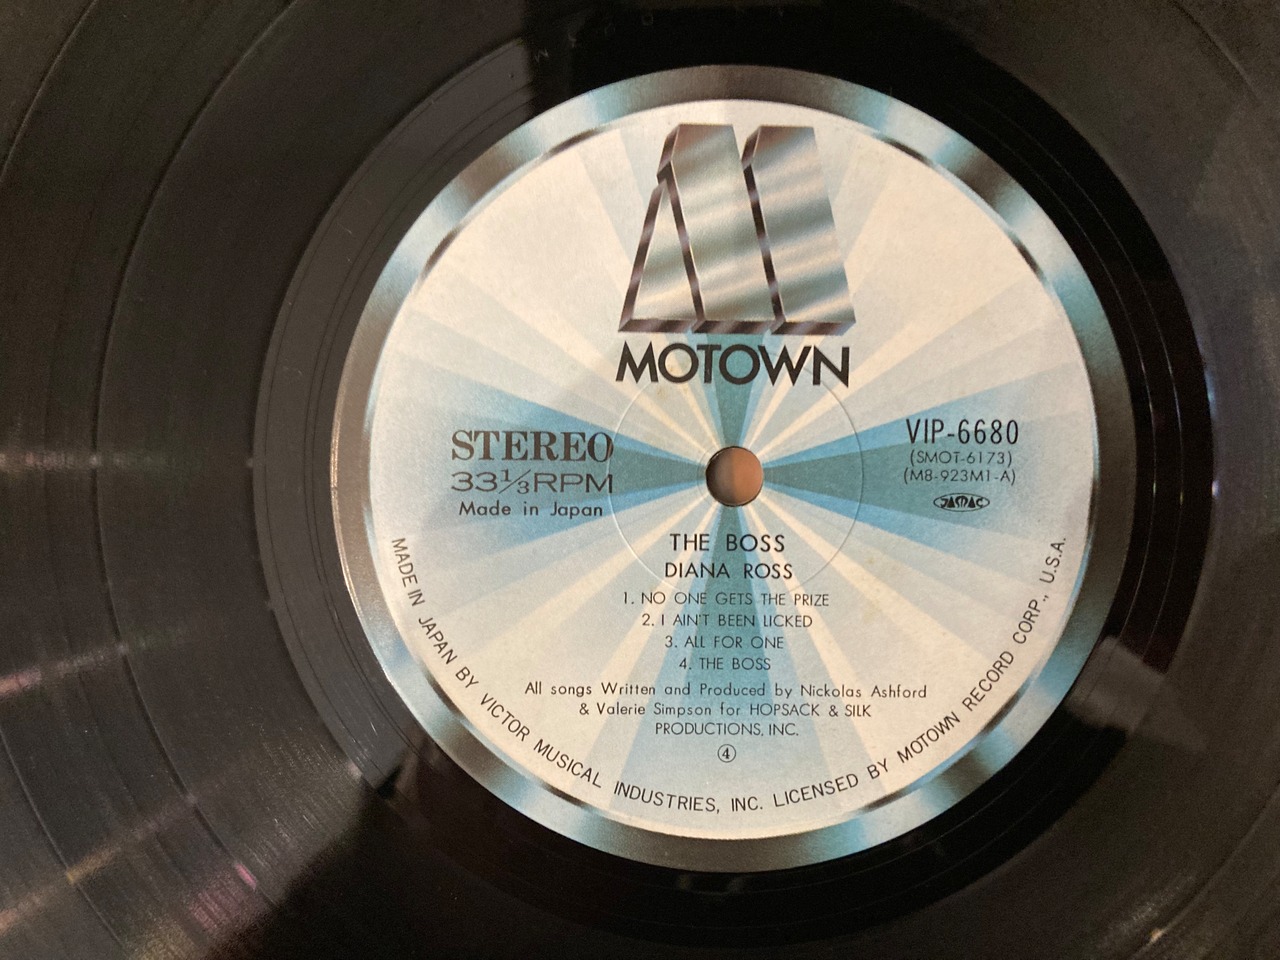 MOTOWN
STEREO
33⅓RPM
Made in Japan
VIP-6680
(SMOT-6173)
(M8-923M1-A)
JASRAC
THE BOSS
DIANA ROSS
1. NO ONE GETS THE PRIZE
2. I AIN'T BEEN LICKED
3. ALL FOR ONE
4. THE BOSS
All songs Written and Produced by Nickolas Ashford
& Valerie Simpson for HOPSACK & SILK
PRODUCTIONS, INC.
④
MADE IN JAPAN BY VICTOR MUSICAL INDUSTRIES, INC. LICENSED BY MOTOWN RECORD CORP., U.S.A.